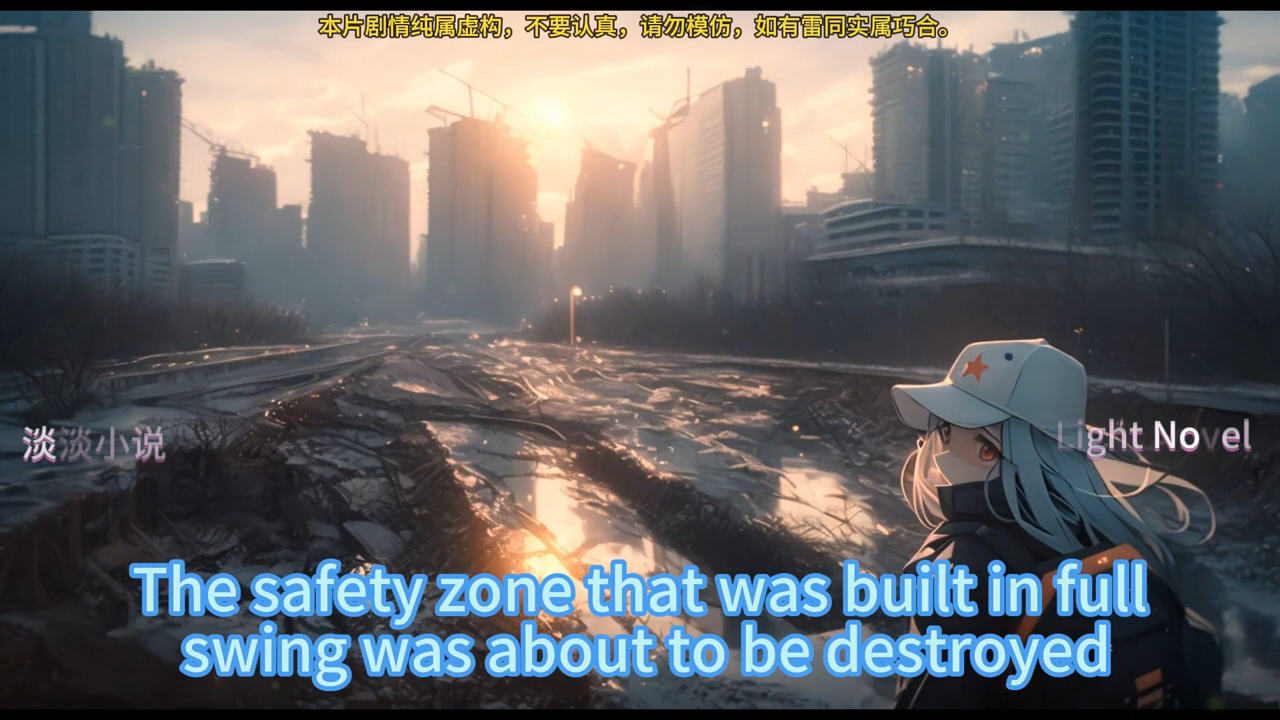 本片剧情纯属虚构，不要认真，请勿模仿，如有雷同实属巧合。
淡淡小说
Light Novel
The safety zone that was built in full
swing was about to be destroyed